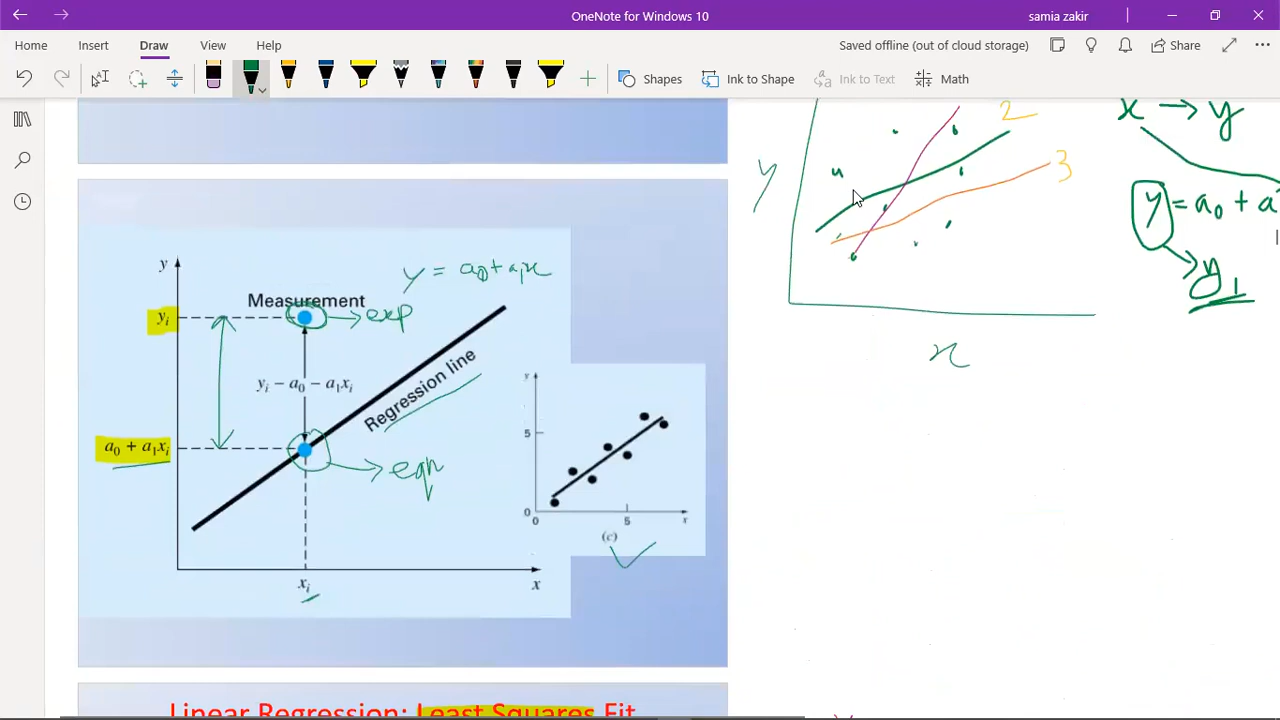 OneNote for Windows 10
samia zakir
Home Insert Draw View Help
Saved offline (out of cloud storage)
Share
Shapes
Ink to Shape
Ink to Text
Math
y
2
3
x
x → y
y = a0 + a
y1
y
y = a0 + a1x
Measurement
yi
exp
yi − a0 − a1xi
Regression line
a0 + a1xi
eqn
xi
x
y
5
0
0
5
x
(c)
Linear Regression: Least Squares Fit